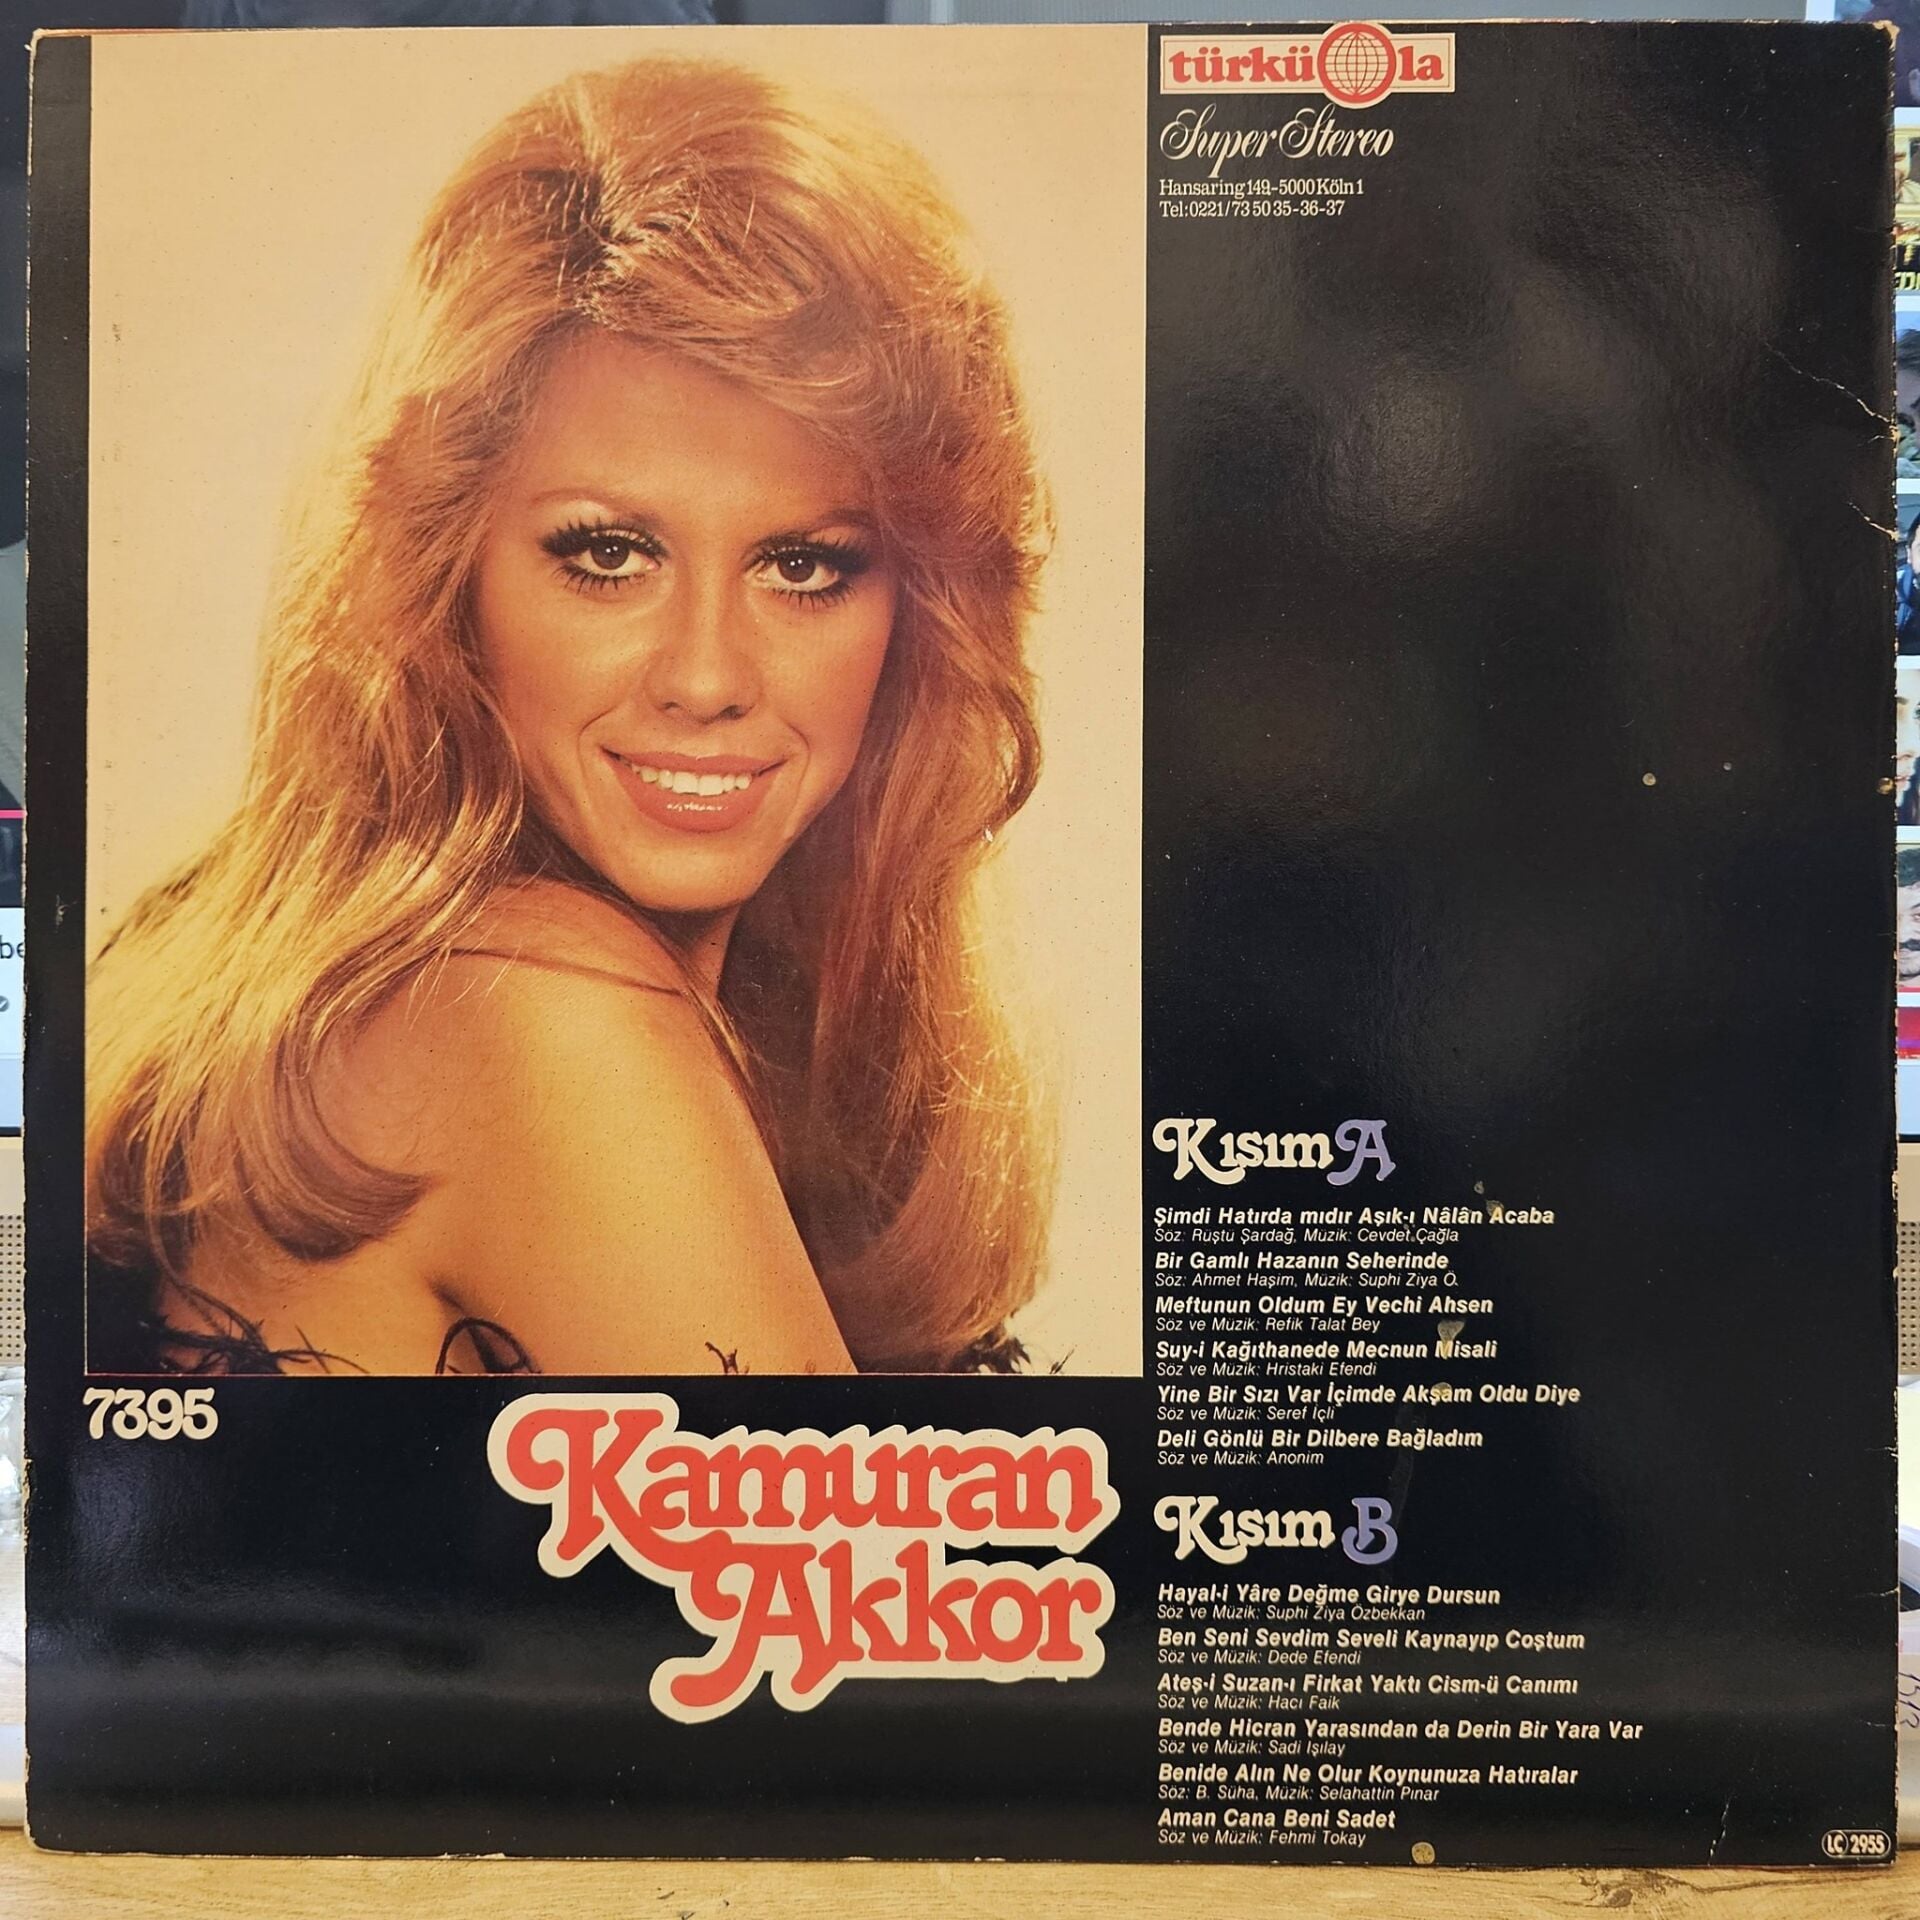 türküola
Super Stereo
Hansaring 149-5000 Köln 1
Tel: 0221/73 50 35-36-37
Kısım A
Şimdi Hatırda mıdır Aşık-ı Nâlân Acaba
Söz: Rüştü Şardağ, Müzik: Cevdet Çağla
Bir Gamlı Hazanın Seherinde
Söz: Ahmet Haşim, Müzik: Suphi Ziya Ö.
Meftunun Oldum Ey Vechi Ahsen
Söz ve Müzik: Refik Talat Bey
Suy-i Kağıthanede Mecnun Misali
Söz ve Müzik: Hristaki Efendi
Yine Bir Sızı Var İçimde Akşam Oldu Diye
Söz ve Müzik: Seref İçli
Deli Gönlü Bir Dilbere Bağladım
Söz ve Müzik: Anonim
Kısım B
Hayal-i Yâre Değme Girye Dursun
Söz ve Müzik: Suphi Ziya Özbekkan
Ben Seni Sevdim Seveli Kaynayıp Coştum
Söz ve Müzik: Dede Efendi
Ateş-i Suzan-ı Firkat Yaktı Cism-ü Canımı
Söz ve Müzik: Hacı Faik
Bende Hicran Yarasından da Derin Bir Yara Var
Söz ve Müzik: Sadi Işılay
Benide Alın Ne Olur Koynunuza Hatıralar
Söz: B. Süha, Müzik: Selahattin Pınar
Aman Cana Beni Sadet
Söz ve Müzik: Fehmi Tokay
7395
Kamuran
Akkor
LC 2955